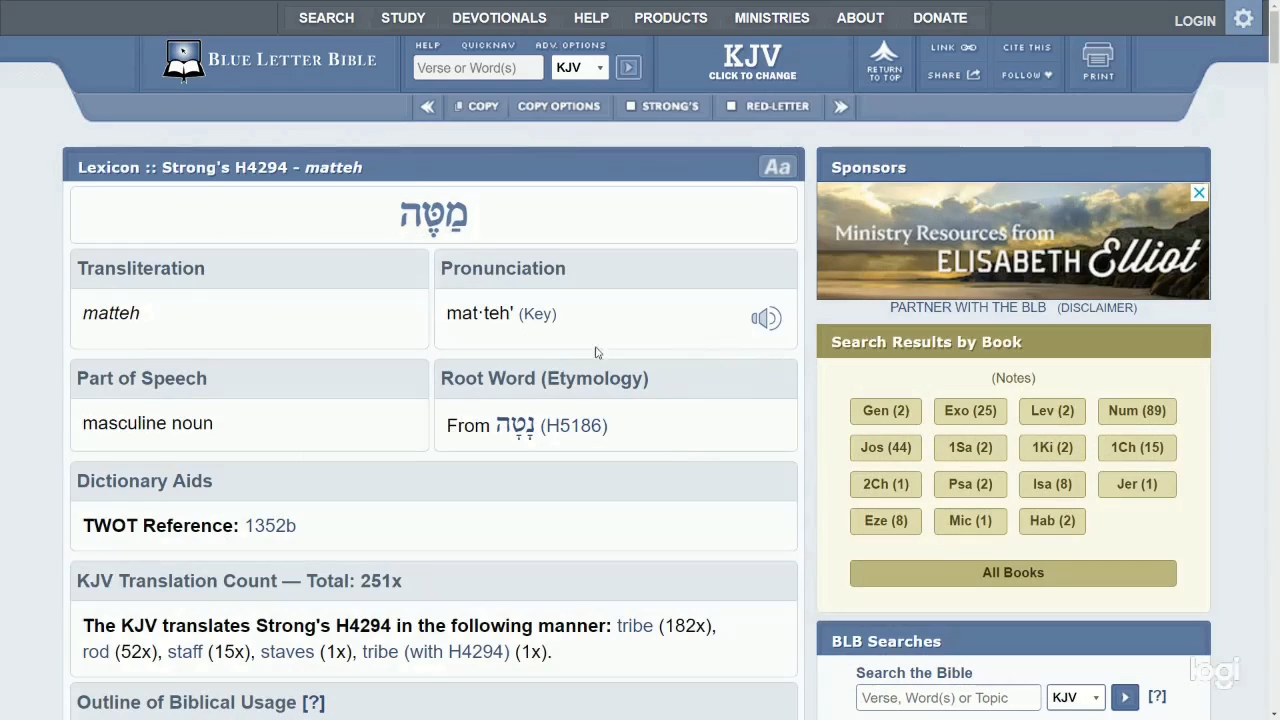 SEARCH STUDY DEVOTIONALS HELP PRODUCTS MINISTRIES ABOUT DONATE LOGIN
BLUE LETTER BIBLE
HELP QUICKNAV ADV. OPTIONS
Verse or Word(s) KJV
KJV
CLICK TO CHANGE
RETURN
TO TOP
LINK CITE THIS
SHARE FOLLOW
PRINT
COPY COPY OPTIONS STRONG'S RED-LETTER
Lexicon :: Strong's H4294 - matteh Aa
מַטֶּה
Transliteration
matteh
Pronunciation
mat·teh' (Key)
Part of Speech
masculine noun
Root Word (Etymology)
From נָטָה (H5186)
Dictionary Aids
TWOT Reference: 1352b
KJV Translation Count — Total: 251x
The KJV translates Strong's H4294 in the following manner: tribe (182x),
rod (52x), staff (15x), staves (1x), tribe (with H4294) (1x).
Outline of Biblical Usage [?]
Sponsors
Ministry Resources from
ELISABETH Elliot
PARTNER WITH THE BLB (DISCLAIMER)
Search Results by Book
(Notes)
Gen (2) Exo (25) Lev (2) Num (89)
Jos (44) 1Sa (2) 1Ki (2) 1Ch (15)
2Ch (1) Psa (2) Isa (8) Jer (1)
Eze (8) Mic (1) Hab (2)
All Books
BLB Searches
Search the Bible
Verse, Word(s) or Topic KJV [?]
logi